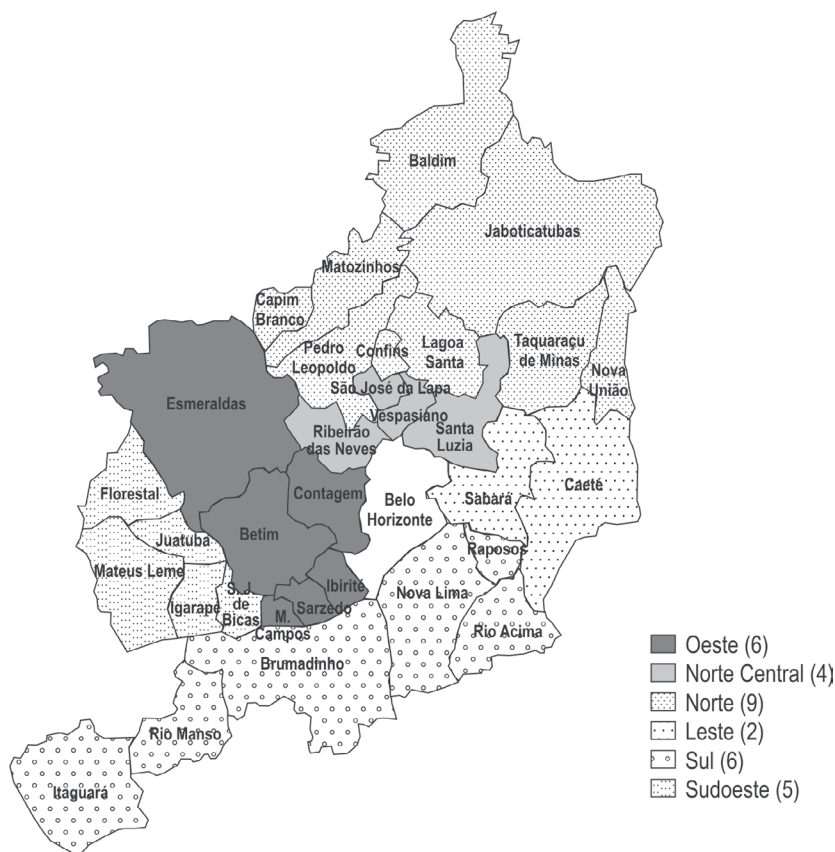 Baldim
Jaboticatubas
Matozinhos
Capim
Branco
Pedro
Leopoldo
Confins
Lagoa
Santa
Taquaraçu
de Minas
Nova
União
São José da Lapa
Esmeraldas
Vespasiano
Ribeirão
das Neves
Santa
Luzia
Florestal
Contagem
Belo
Horizonte
Sabará
Caeté
Juatuba
Betim
Raposos
Mateus Leme
Igarapé
S. J.
de
Bicas
Ibirité
Sarzedo
M.
Campos
Nova Lima
Rio Acima
Brumadinho
Rio Manso
Itaguará
Oeste (6)
Norte Central (4)
Norte (9)
Leste (2)
Sul (6)
Sudoeste (5)